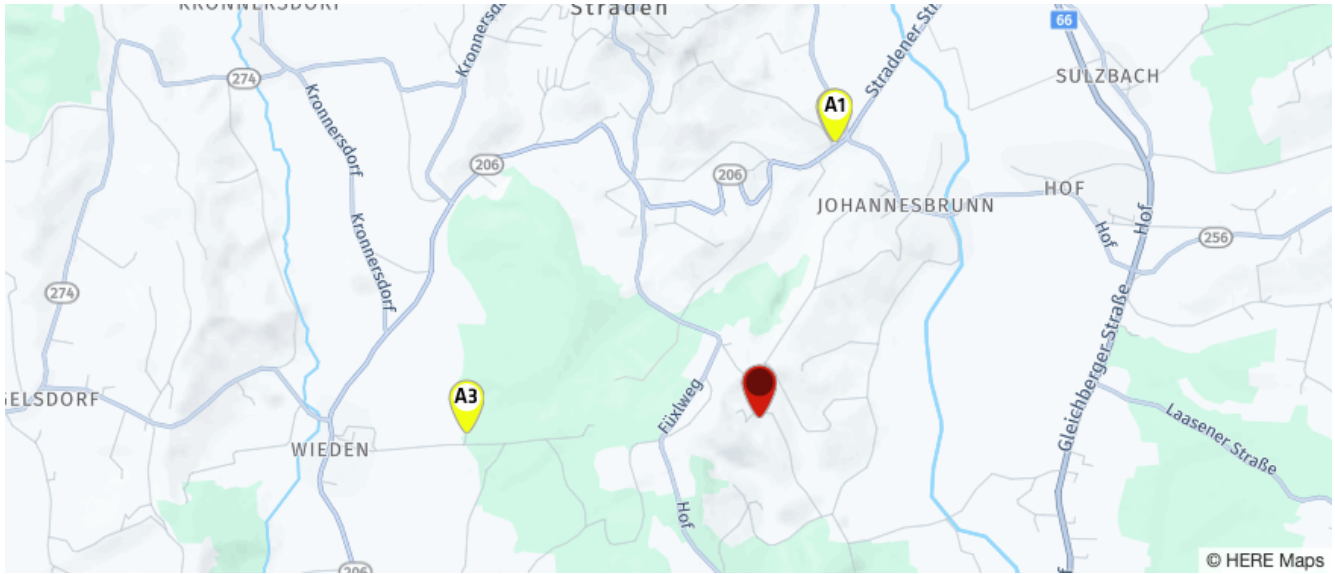 KRONNERSDORF
Straden
66
274
Kronnersdorf
Stradener Str
SULZBACH
A1
Kronnersdorf
206
206
HOF
JOHANNESBRUNN
Kronnersdorf
Hof
Hof
256
274
Gleichberger Straße
A3
GELSDORF
Füxlweg
Laasener Straße
WIEDEN
Hof
206
© HERE Maps